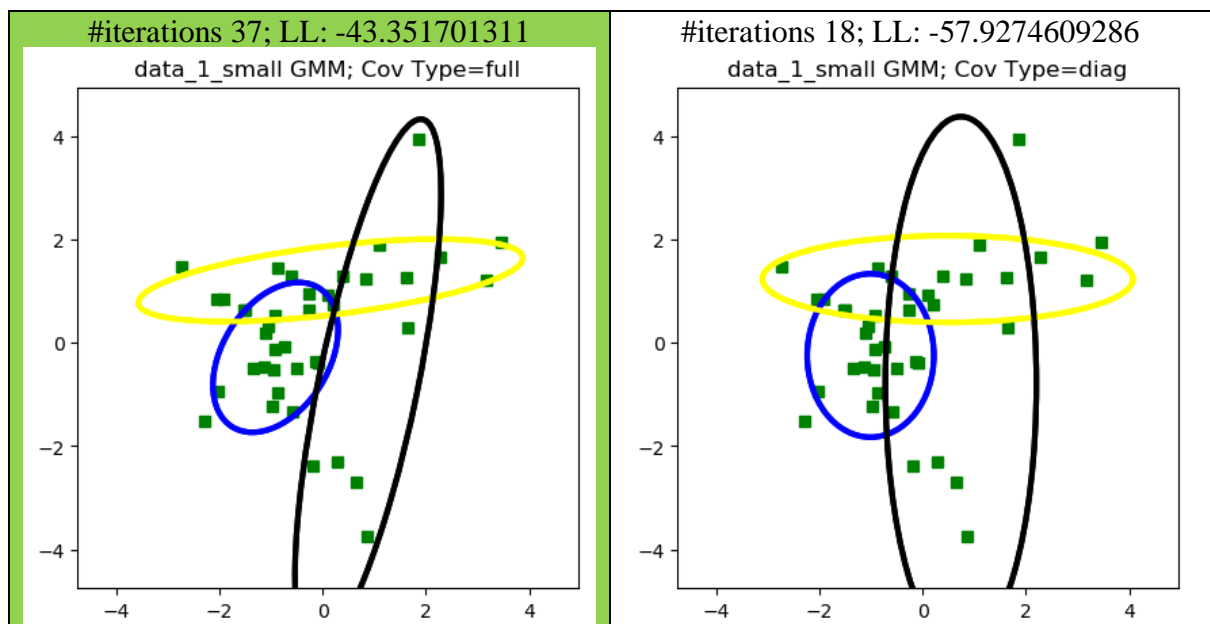 #iterations 37; LL: -43.351701311
data_1_small GMM; Cov Type=full
4
2
0
−2
−4
−4 −2 0 2 4
#iterations 18; LL: -57.9274609286
data_1_small GMM; Cov Type=diag
4
2
0
−2
−4
−4 −2 0 2 4